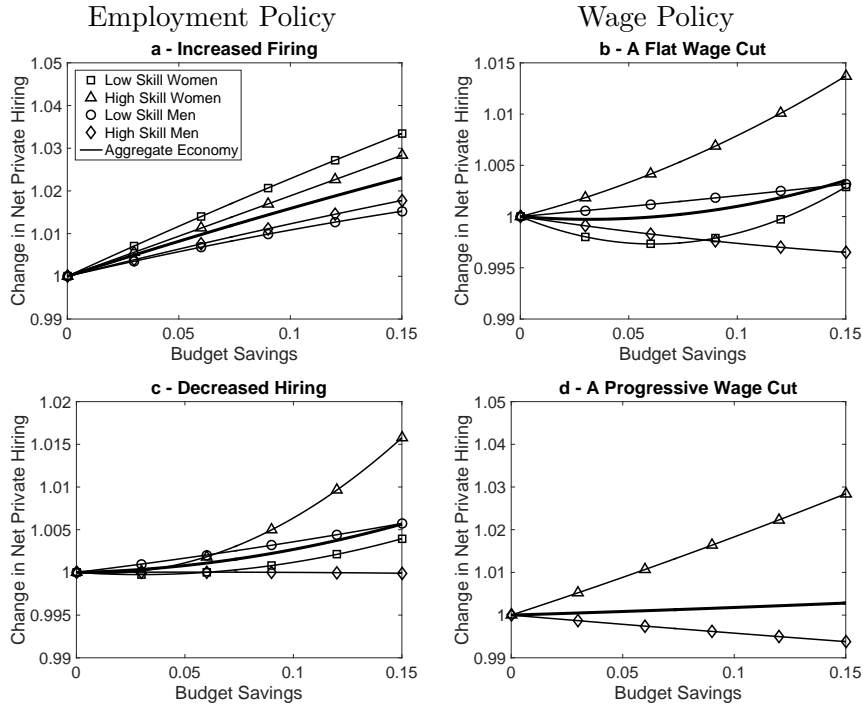 Employment Policy
Wage Policy
a - Increased Firing
1.05
1.04
1.03
1.02
1.01
1
0.99
Change in Net Private Hiring
Low Skill Women
High Skill Women
Low Skill Men
High Skill Men
Aggregate Economy
0
0.05
0.1
0.15
Budget Savings
b - A Flat Wage Cut
1.015
1.01
1.005
1
0.995
0.99
Change in Net Private Hiring
0
0.05
0.1
0.15
Budget Savings
c - Decreased Hiring
1.02
1.015
1.01
1.005
1
0.995
0.99
Change in Net Private Hiring
0
0.05
0.1
0.15
Budget Savings
d - A Progressive Wage Cut
1.05
1.04
1.03
1.02
1.01
1
0.99
Change in Net Private Hiring
0
0.05
0.1
0.15
Budget Savings